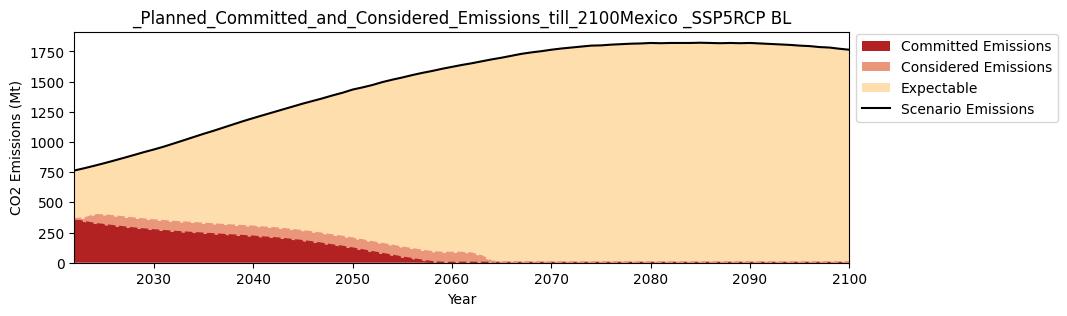 _Planned_Committed_and_Considered_Emissions_till_2100Mexico _SSP5RCP BL
CO2 Emissions (Mt)
1750
1500
1250
1000
750
500
250
0
2030 2040 2050 2060 2070 2080 2090 2100
Year
Committed Emissions
Considered Emissions
Expectable
Scenario Emissions